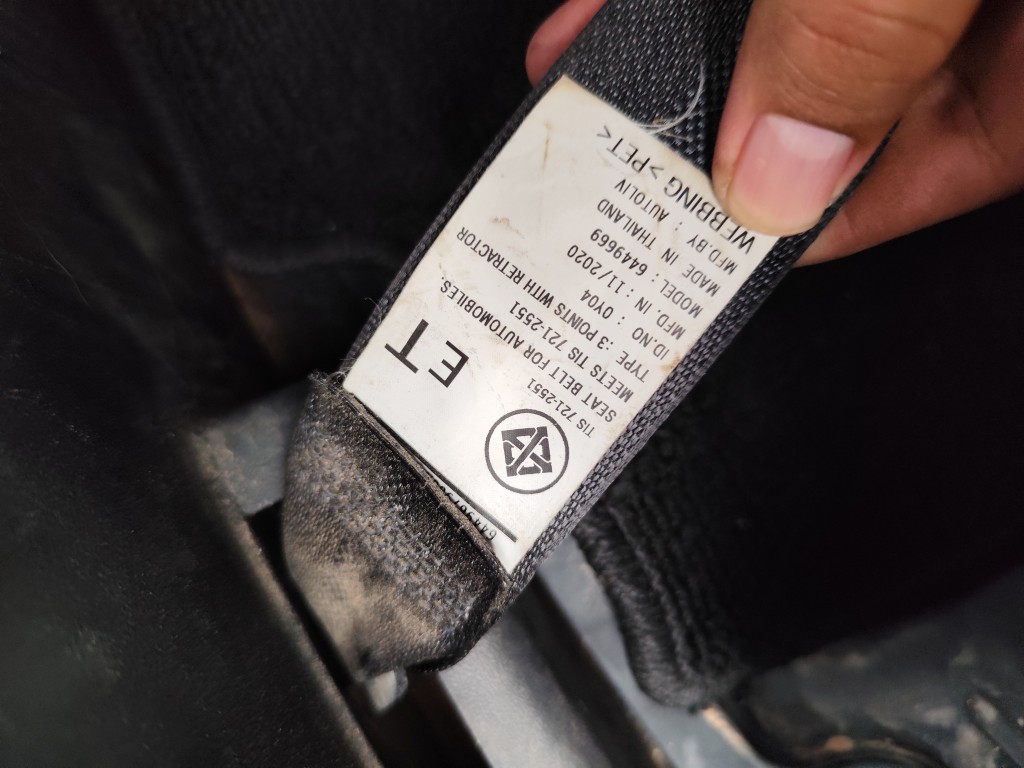 TIS 721-2551
SEAT BELT FOR AUTOMOBILES.
ET
MEETS TIS 721-2551
TYPE :3 POINTS WITH RETRACTOR
ID.NO : 0Y04
MFD. IN : 11/2020
MODEL : 6449669
MADE IN THAILAND
MFD.BY : AUTOLIV
WEBBING >PET<